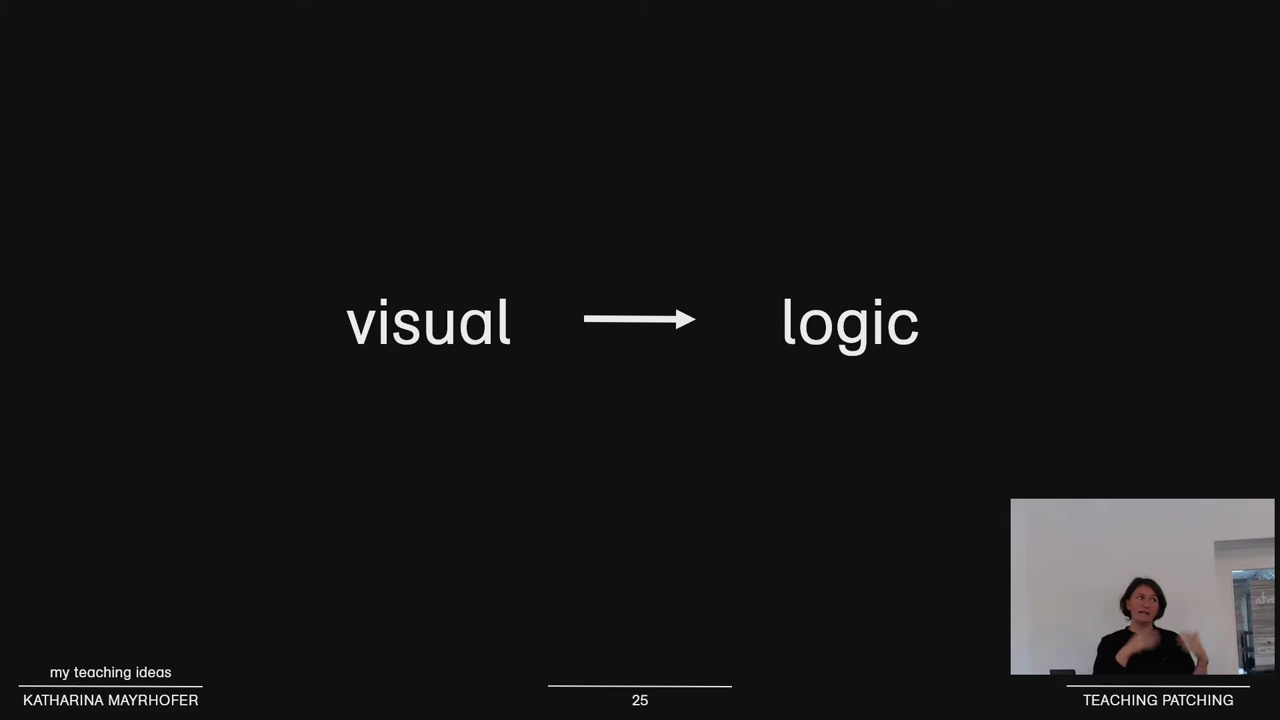 visual → logic
my teaching ideas
KATHARINA MAYRHOFER
25
TEACHING PATCHING